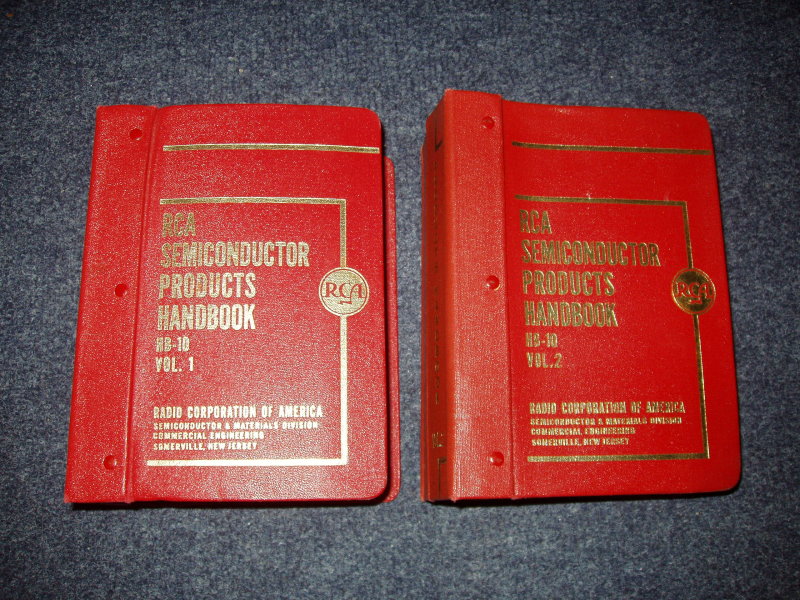 RCA
SEMICONDUCTOR
PRODUCTS
HANDBOOK
HB-10
VOL. 1
RCA
RADIO CORPORATION OF AMERICA
SEMICONDUCTOR & MATERIALS DIVISION
COMMERCIAL ENGINEERING
SOMERVILLE, NEW JERSEY
RCA
SEMICONDUCTOR
PRODUCTS
HANDBOOK
HB-10
VOL. 2
RCA
RADIO CORPORATION OF AMERICA
SEMICONDUCTOR & MATERIALS DIVISION
COMMERCIAL ENGINEERING
SOMERVILLE, NEW JERSEY